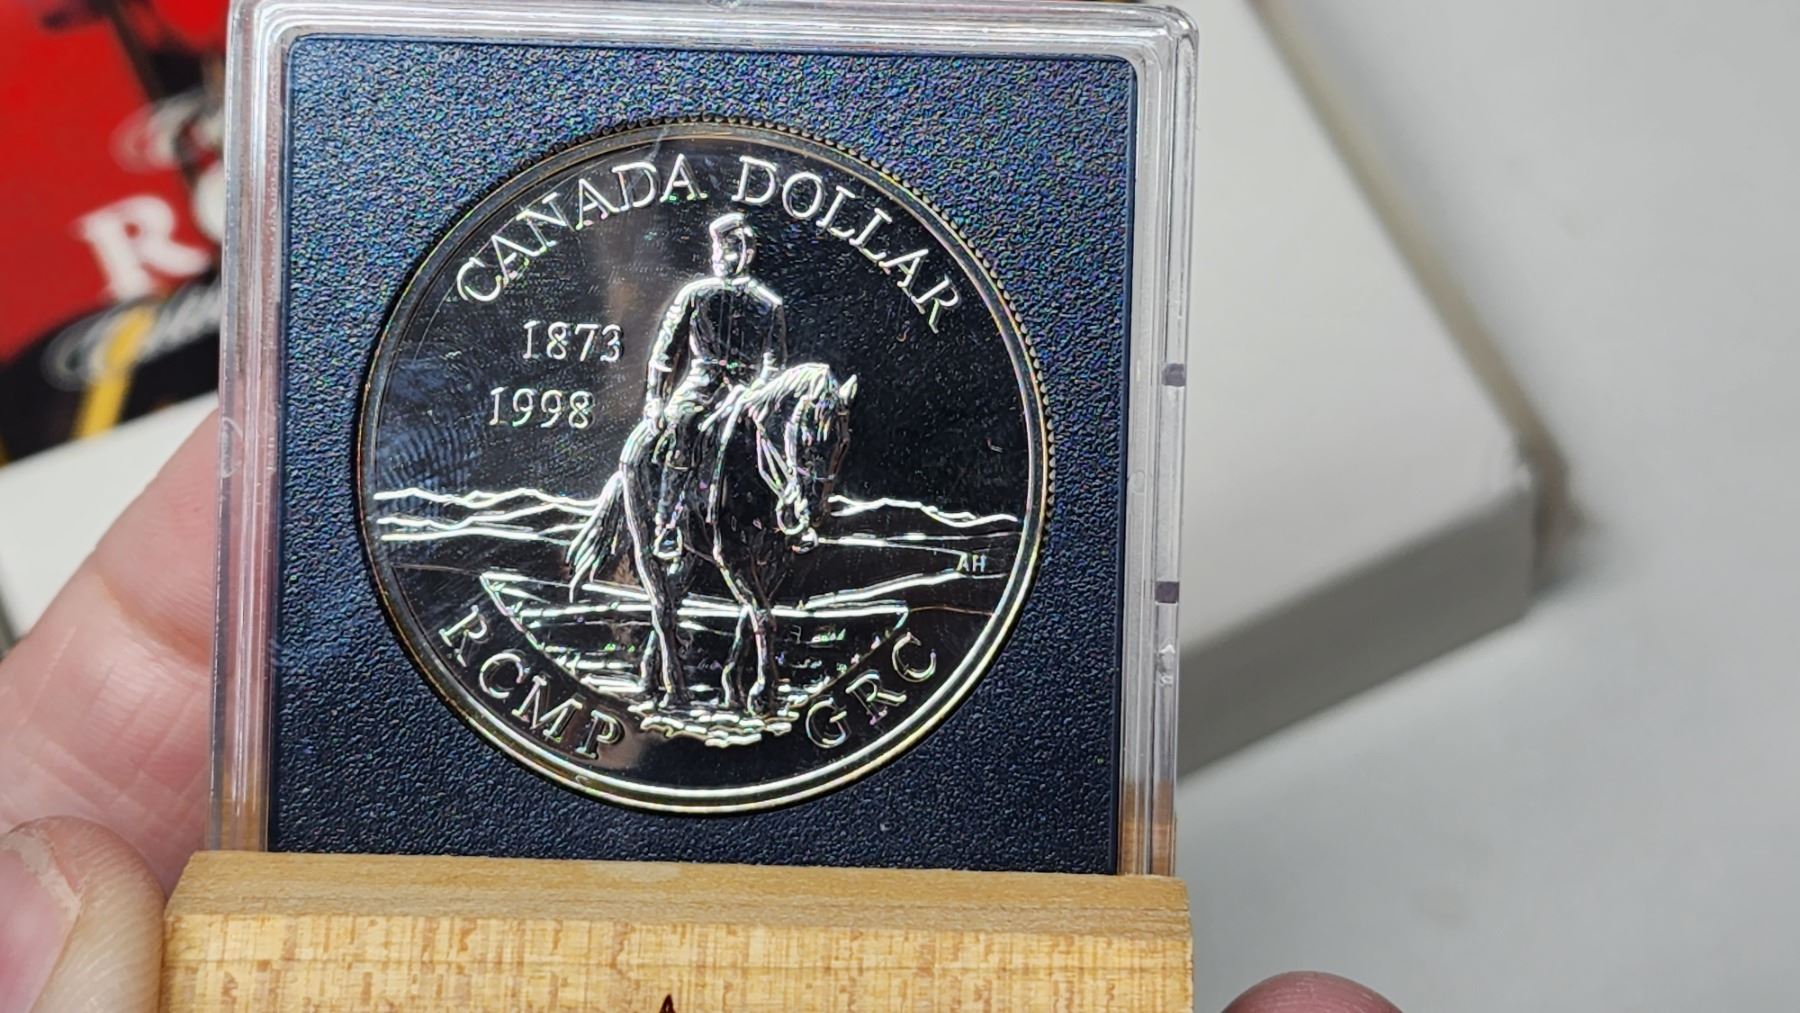 CANADA DOLLAR
1873
1998
AH
RCMP GRC